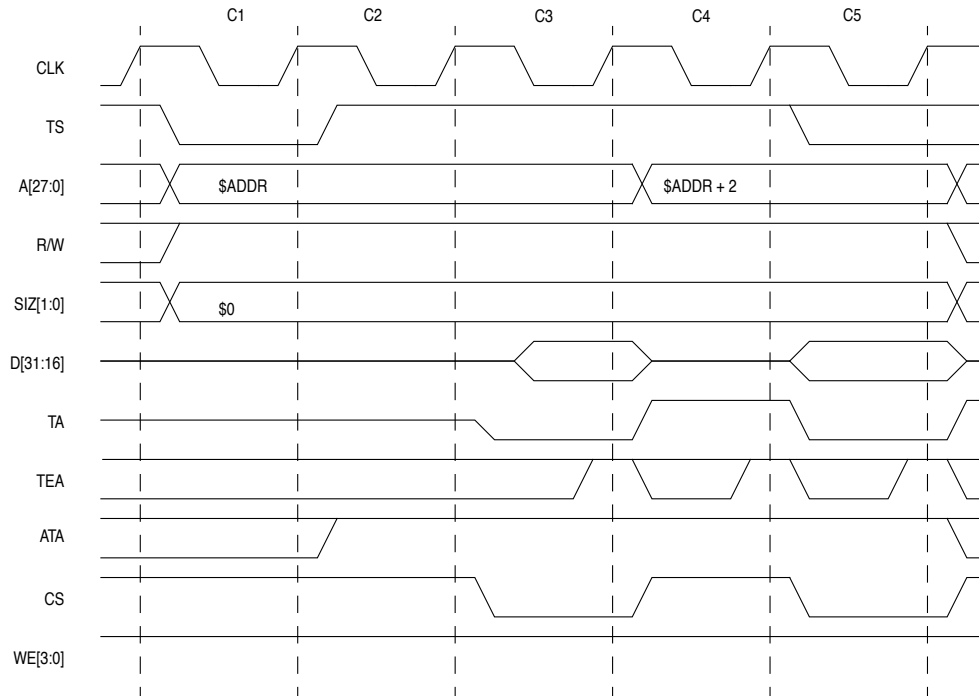 C1 C2 C3 C4 C5
CLK
TS
A[27:0] $ADDR $ADDR + 2
R/W
SIZ[1:0] $0
D[31:16]
TA
TEA
ATA
CS
WE[3:0]